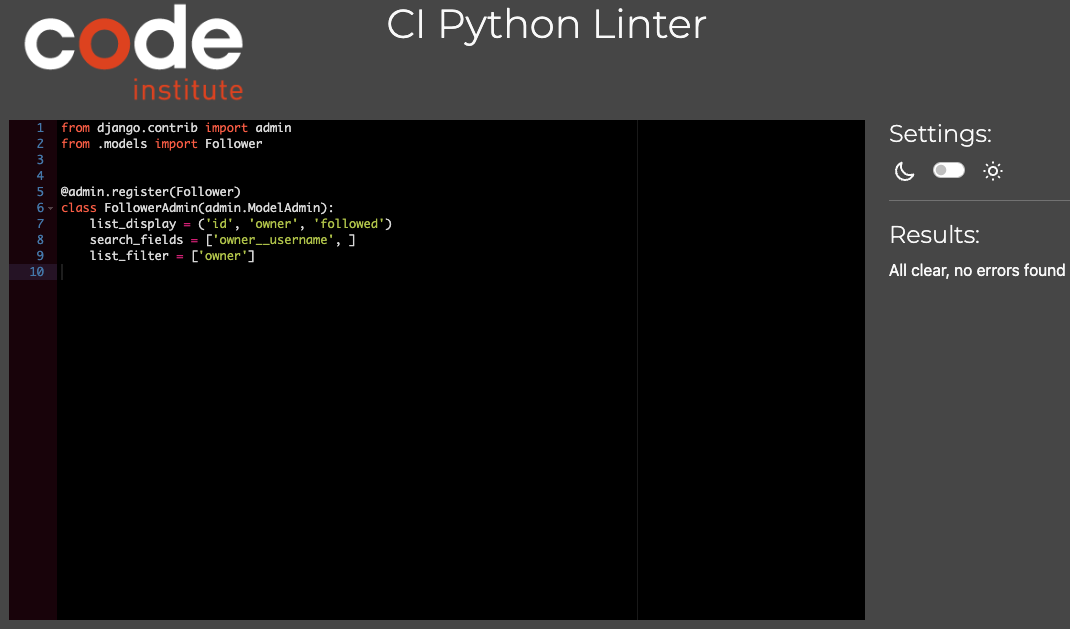 code
institute
CI Python Linter
1 from django.contrib import admin
2 from .models import Follower
3
4
5 @admin.register(Follower)
6 class FollowerAdmin(admin.ModelAdmin):
7     list_display = ('id', 'owner', 'followed')
8     search_fields = ['owner__username', ]
9     list_filter = ['owner']
10
Settings:
Results:
All clear, no errors found